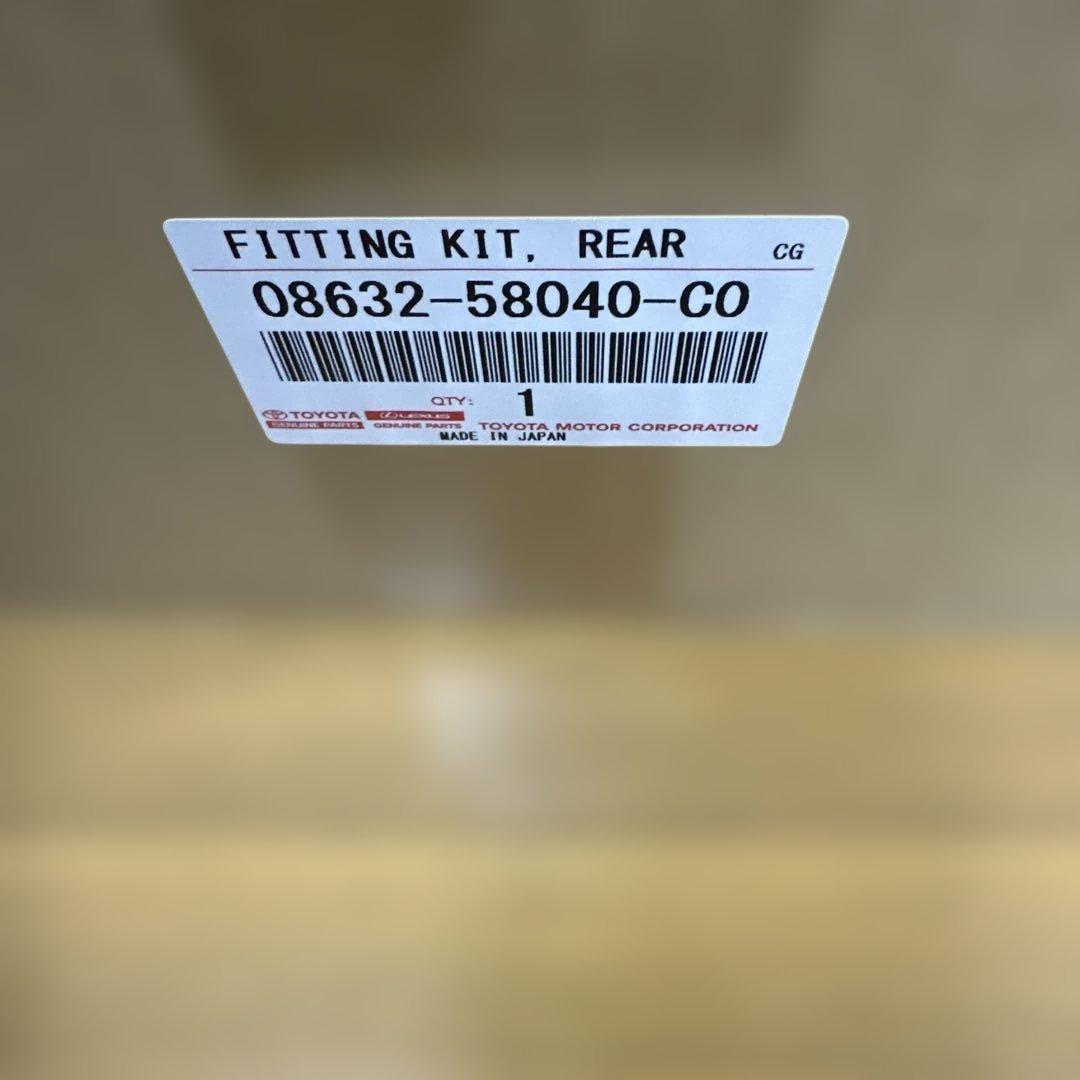 FITTING KIT, REAR CG
08632-58040-C0
QTY: 1
TOYOTA LEXUS
GENUINE PARTS GENUINE PARTS TOYOTA MOTOR CORPORATION
MADE IN JAPAN